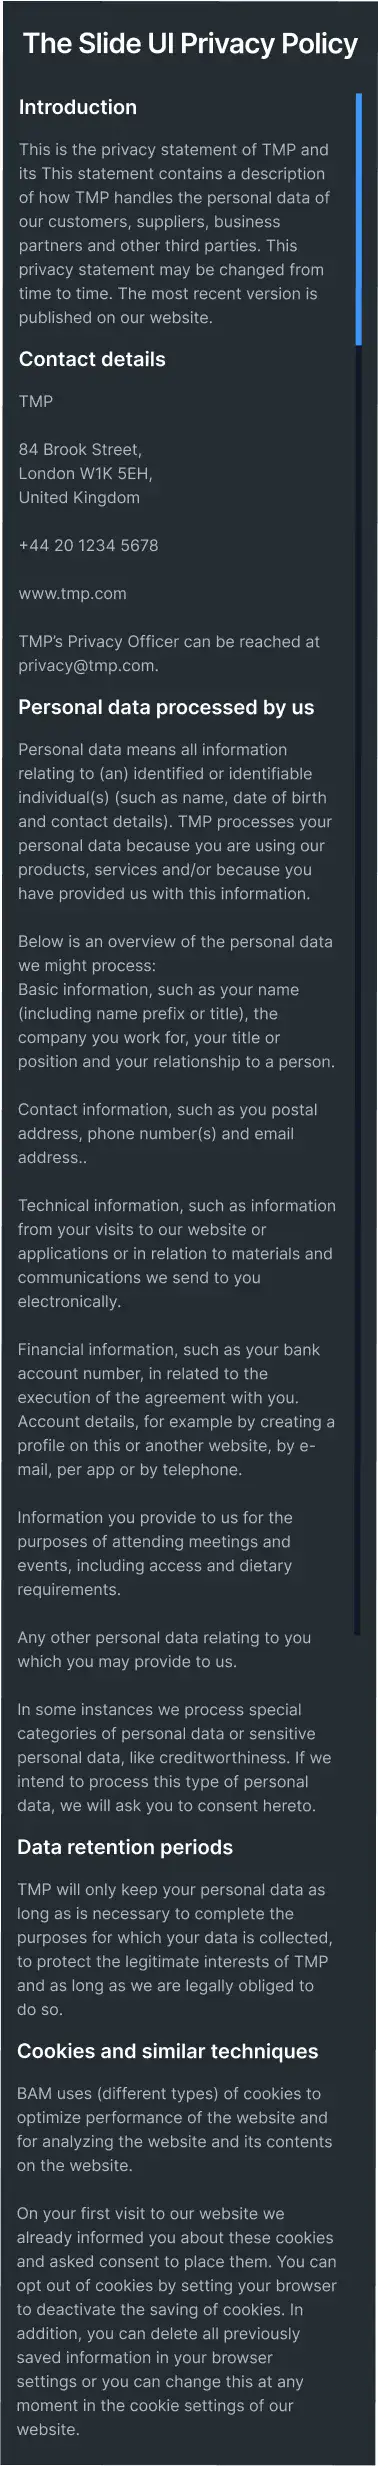 The Slide UI Privacy Policy
Introduction
This is the privacy statement of TMP and
its This statement contains a description
of how TMP handles the personal data of
our customers, suppliers, business
partners and other third parties. This
privacy statement may be changed from
time to time. The most recent version is
published on our website.
Contact details
TMP
84 Brook Street,
London W1K 5EH,
United Kingdom
+44 20 1234 5678
www.tmp.com
TMP’s Privacy Officer can be reached at
privacy@tmp.com.
Personal data processed by us
Personal data means all information
relating to (an) identified or identifiable
individual(s) (such as name, date of birth
and contact details). TMP processes your
personal data because you are using our
products, services and/or because you
have provided us with this information.
Below is an overview of the personal data
we might process:
Basic information, such as your name
(including name prefix or title), the
company you work for, your title or
position and your relationship to a person.
Contact information, such as you postal
address, phone number(s) and email
address..
Technical information, such as information
from your visits to our website or
applications or in relation to materials and
communications we send to you
electronically.
Financial information, such as your bank
account number, in related to the
execution of the agreement with you.
Account details, for example by creating a
profile on this or another website, by e-
mail, per app or by telephone.
Information you provide to us for the
purposes of attending meetings and
events, including access and dietary
requirements.
Any other personal data relating to you
which you may provide to us.
In some instances we process special
categories of personal data or sensitive
personal data, like creditworthiness. If we
intend to process this type of personal
data, we will ask you to consent hereto.
Data retention periods
TMP will only keep your personal data as
long as is necessary to complete the
purposes for which your data is collected,
to protect the legitimate interests of TMP
and as long as we are legally obliged to
do so.
Cookies and similar techniques
BAM uses (different types) of cookies to
optimize performance of the website and
for analyzing the website and its contents
on the website.
On your first visit to our website we
already informed you about these cookies
and asked consent to place them. You can
opt out of cookies by setting your browser
to deactivate the saving of cookies. In
addition, you can delete all previously
saved information in your browser
settings or you can change this at any
moment in the cookie settings of our
website.